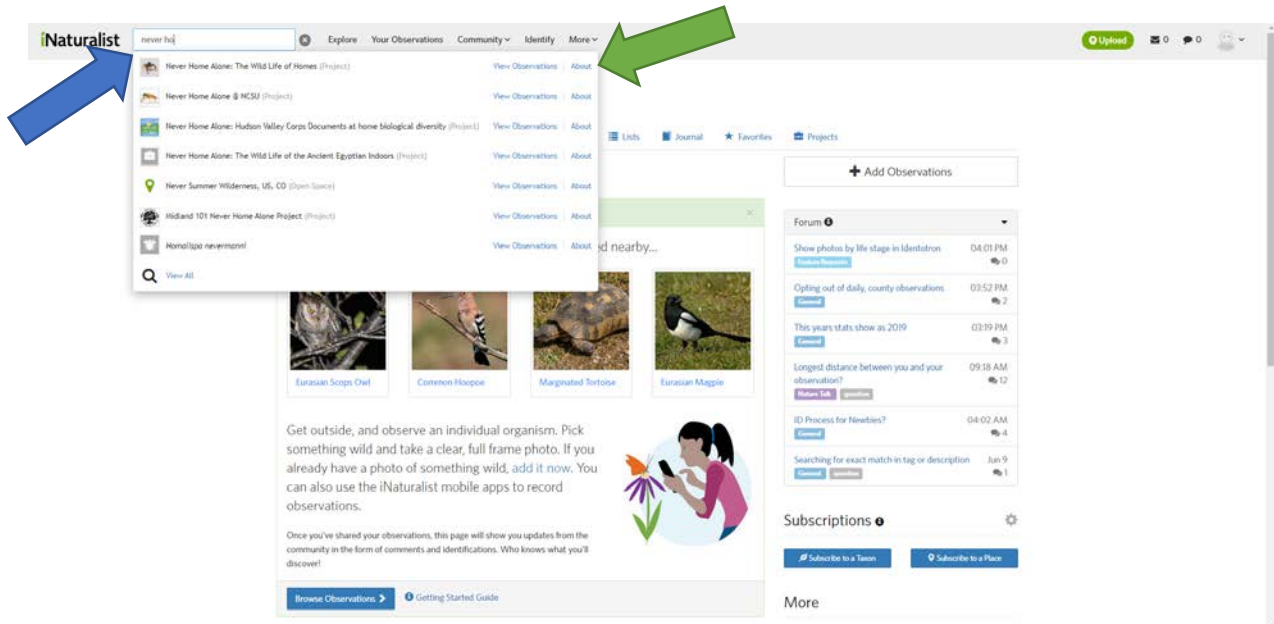 iNaturalist never ho Explore Your Observations Community Identify More Upload 0 0
Never Home Alone: The Wild Life of Homes (Project) View Observations About
Never Home Alone @ NCSU (Project) View Observations About
Never Home Alone: Hudson Valley Corps Documents at home biological diversity (Project) View Observations About
Never Home Alone: The Wild Life of the Ancient Egyptian Indoors (Project) View Observations About
Never Summer Wilderness, US, CO (Open Space) View Observations About
Midland 101 Never Home Alone Project (Project) View Observations About
Homalispa nevermanni View Observations About
View All
Lists Journal Favorites Projects
d nearby...
Eurasian Scops Owl Common Hoopoe Marginated Tortoise Eurasian Magpie
Get outside, and observe an individual organism. Pick
something wild and take a clear, full frame photo. If you
already have a photo of something wild, add it now. You
can also use the iNaturalist mobile apps to record
observations.
Once you've shared your observations, this page will show you updates from the
community in the form of comments and identifications. Who knows what you'll
discover!
Browse Observations Getting Started Guide
Add Observations
Forum
Show photos by life stage in Identotron 04:01 PM
Feature Requests 0
Opting out of daily, county observations 03:52 PM
General 2
This years stats show as 2019 03:19 PM
General 3
Longest distance between you and your 09:18 AM
observation? 12
Nature Talk question
ID Process for Newbies? 04:02 AM
General 4
Searching for exact match in tag or description Jun 9
General question 1
Subscriptions
Subscribe to a Taxon Subscribe to a Place
More